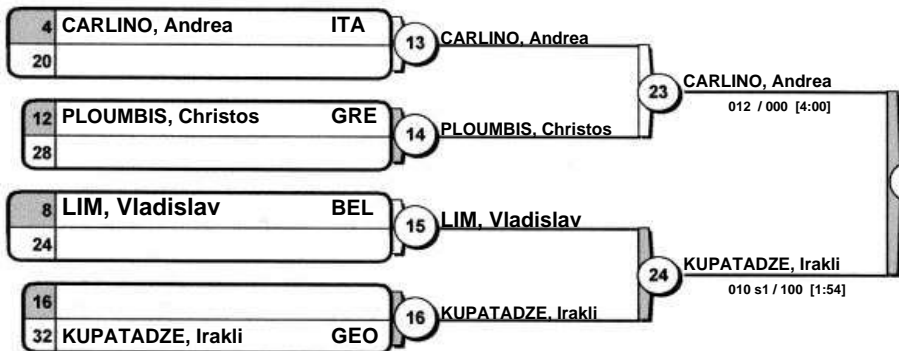 4 CARLINO, Andrea ITA
20
13 CARLINO, Andrea
12 PLOUMBIS, Christos GRE
28
14 PLOUMBIS, Christos
23 CARLINO, Andrea
012 / 000 [4:00]
8 LIM, Vladislav BEL
24
15 LIM, Vladislav
16
32 KUPATADZE, Irakli GEO
16 KUPATADZE, Irakli
24 KUPATADZE, Irakli
010 s1 / 100 [1:54]